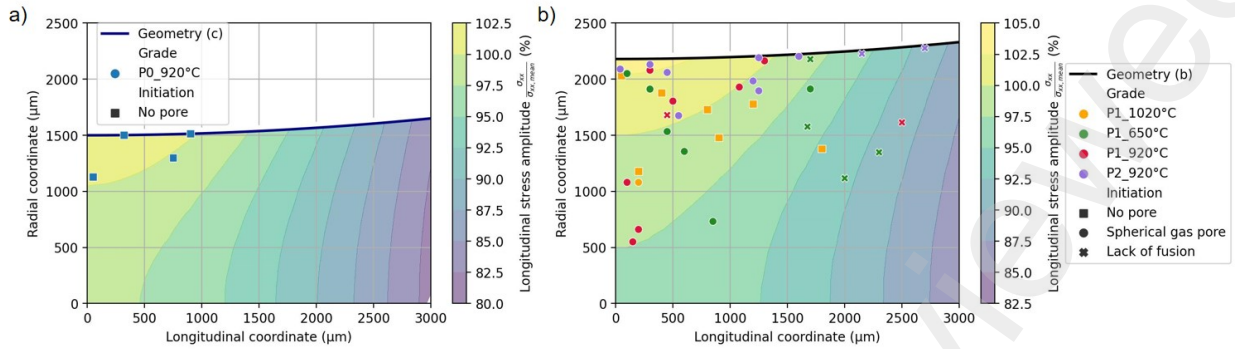 a)
2500
2000
1500
1000
500
0
Radial coordinate (µm)
0 500 1000 1500 2000 2500 3000
Longitudinal coordinate (µm)
Geometry (c)
Grade
P0_920°C
Initiation
No pore
102.5
100.0
97.5
95.0
92.5
90.0
87.5
85.0
82.5
80.0
Longitudinal stress amplitude σxx / σxx,mean (%)
b)
2500
2000
1500
1000
500
0
Radial coordinate (µm)
0 500 1000 1500 2000 2500 3000
Longitudinal coordinate (µm)
105.0
102.5
100.0
97.5
95.0
92.5
90.0
87.5
85.0
82.5
Longitudinal stress amplitude σxx / σxx,mean (%)
Geometry (b)
Grade
P1_1020°C
P1_650°C
P1_920°C
P2_920°C
Initiation
No pore
Spherical gas pore
Lack of fusion